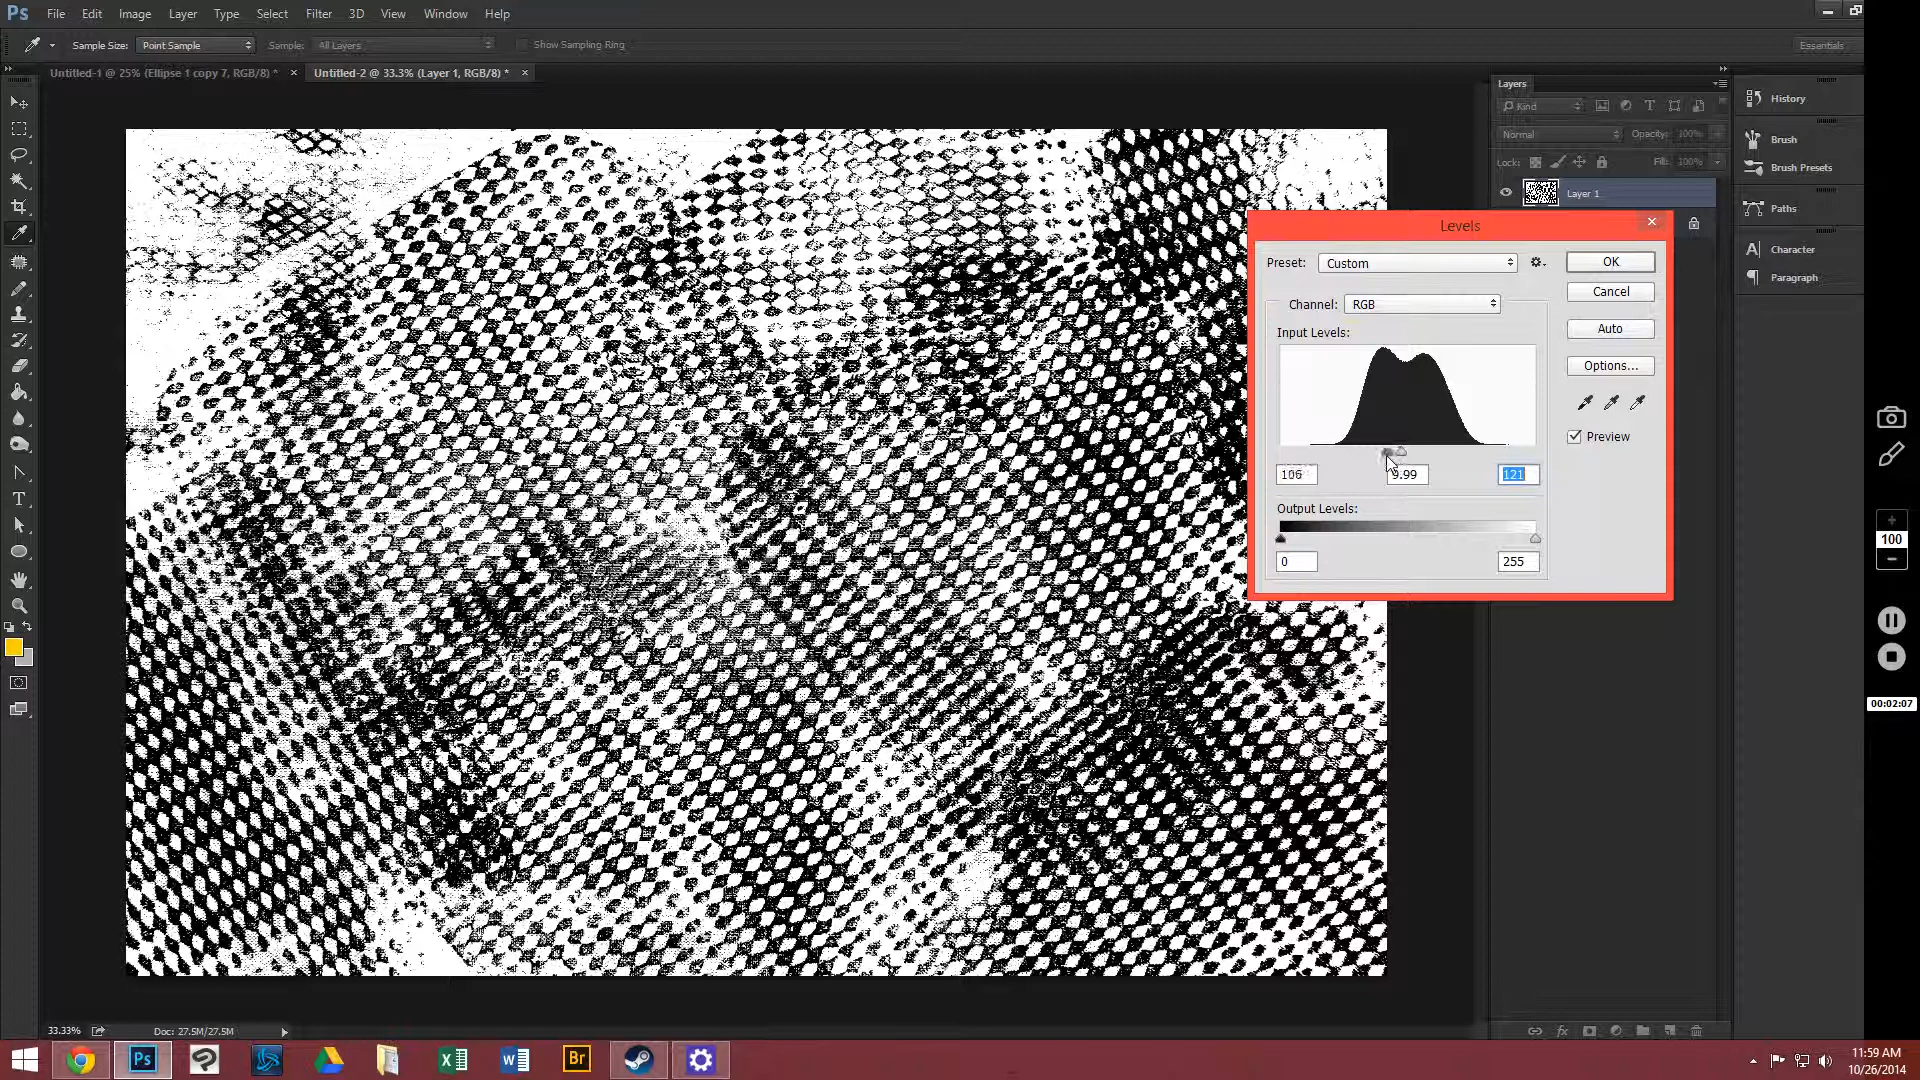 Ps File Edit Image Layer Type Select Filter 3D View Window Help
Sample Size: Point Sample Sample: All Layers Show Sampling Ring Essentials
Untitled-1 @ 25% (Ellipse 1 copy 7, RGB/8) * × Untitled-2 @ 33.3% (Layer 1, RGB/8) * ×
Layers
History
Kind
Normal Opacity: 100%
Brush
Lock: Fill: 100%
Brush Presets
Layer 1
Paths
Character
Paragraph
Levels
Preset: Custom OK
Cancel
Channel: RGB
Auto
Input Levels:
Options...
Preview
106 9.99 121
Output Levels:
0 255
100
00:02:07
33.33% Doc: 27.5M/27.5M
Ps Br
11:59 AM
10/26/2014